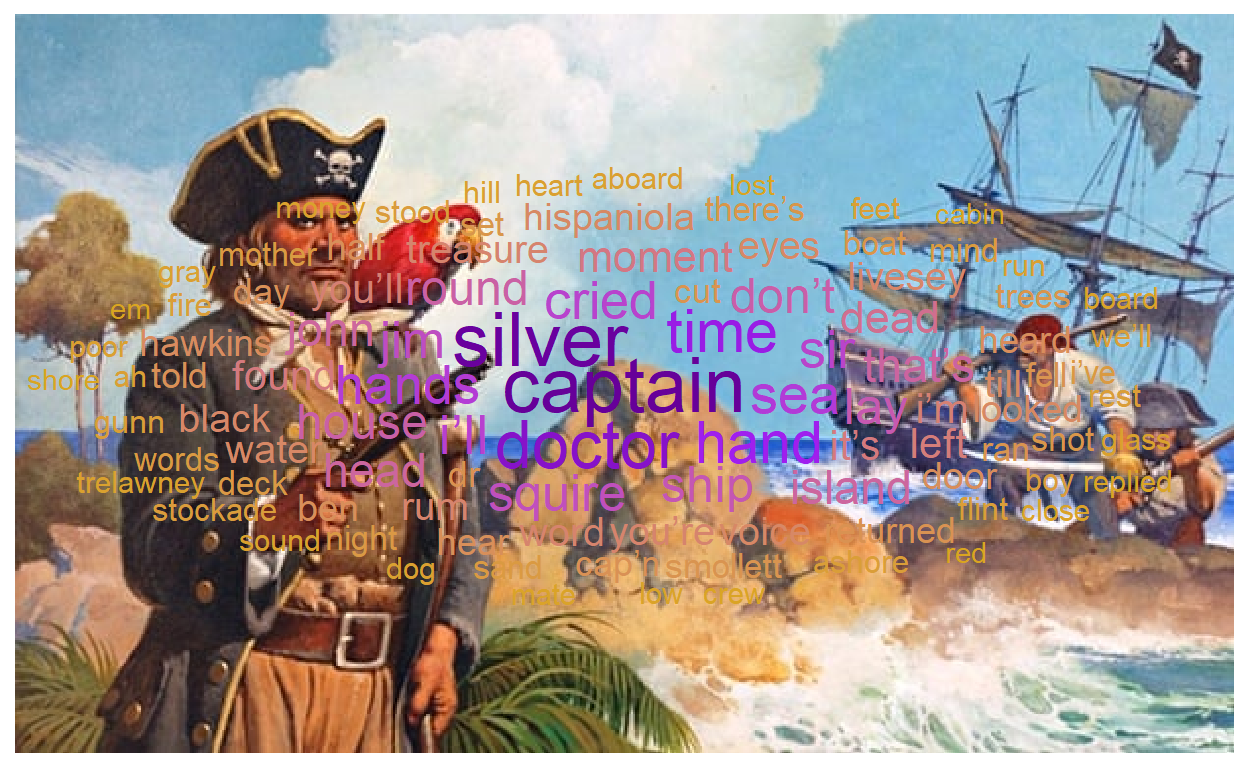 hill heart aboard lost
money stood set hispaniola there's feet cabin
mother half treasure moment eyes boat mind
gray day you'll round cried cut don't livesey run
em fire trees board
hawkins john jim silver time sir dead heard we'll
poor that's
shore ah told found hands captain sea lay i'm till fell i've
looked rest
gunn black house i'll doctor hand it's left ran shot glass
words water head dr
trelawney deck squire ship island door boy replied
stockade ben rum flint close
sound night hear word you're voice returned
dog sand cap'n smollett ashore red
mate low crew